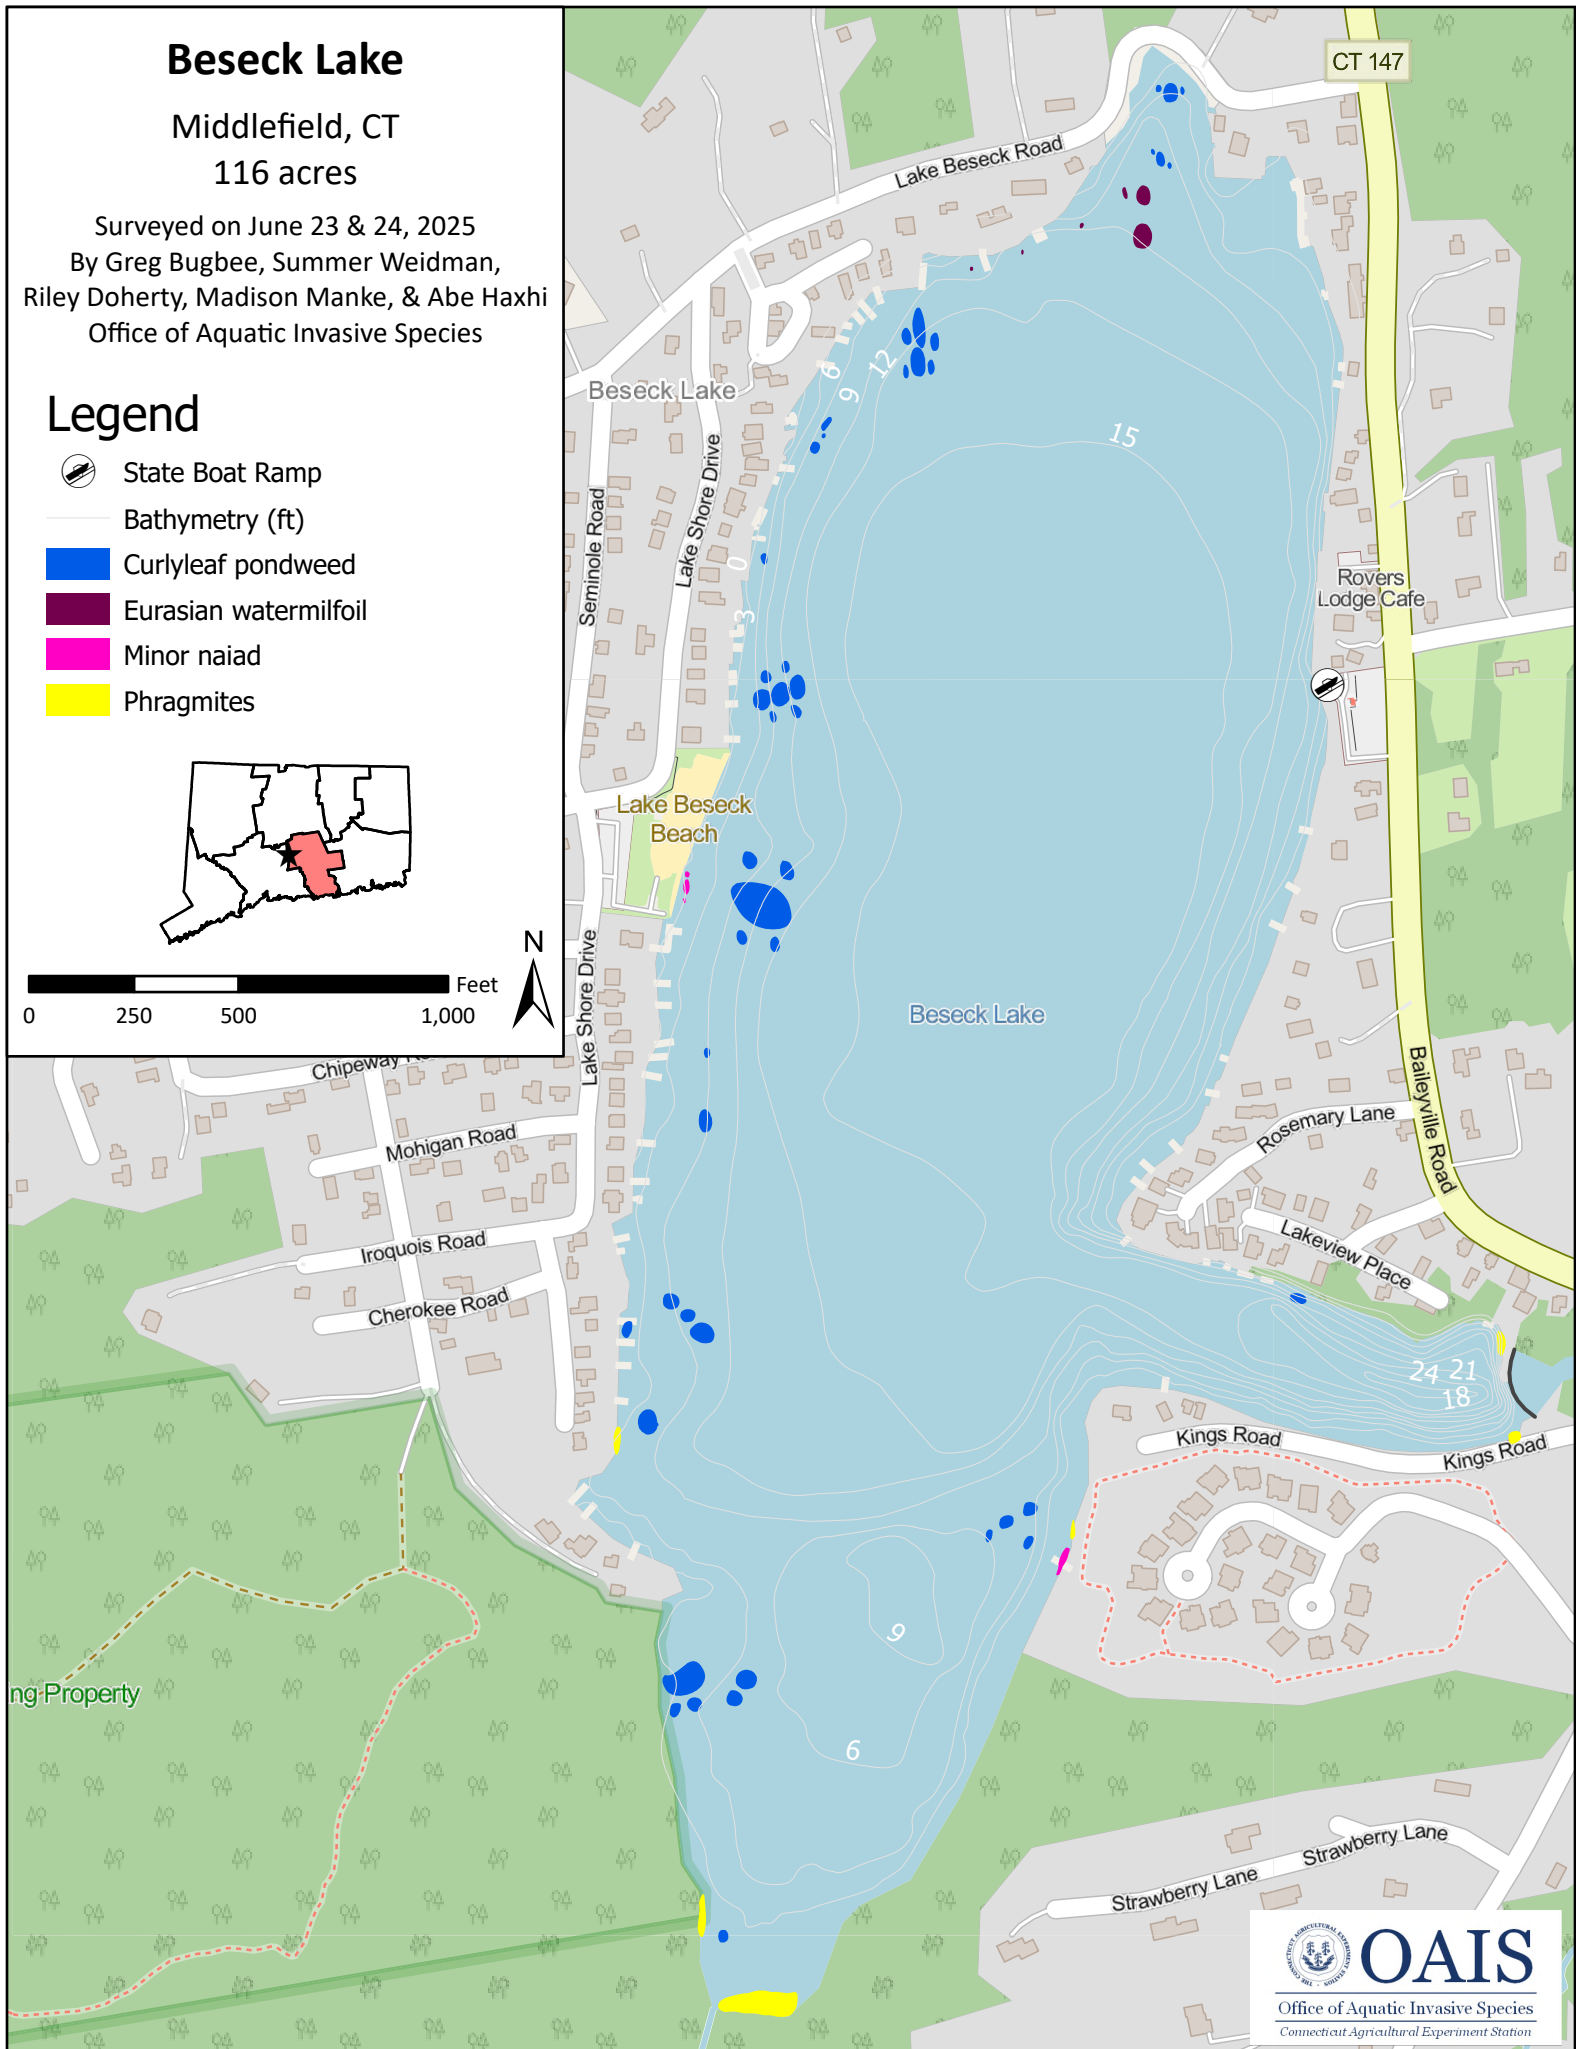 Beseck Lake
Middlefield, CT
116 acres
Surveyed on June 23 & 24, 2025
By Greg Bugbee, Summer Weidman,
Riley Doherty, Madison Manke, & Abe Haxhi
Office of Aquatic Invasive Species
Legend
State Boat Ramp
Bathymetry (ft)
Curlyleaf pondweed
Eurasian watermilfoil
Minor naiad
Phragmites
N
Feet
0 250 500 1,000
CT 147
Lake Beseck Road
Beseck Lake
6
9
12
15
Seminole Road
Lake Shore Drive
0
3
Rovers
Lodge Cafe
Lake Beseck
Beach
Lake Shore Drive
Beseck Lake
Baileyville Road
Chipeway
Mohigan Road
Rosemary Lane
Iroquois Road
Lakeview Place
Cherokee Road
24 21
18
Kings Road
Kings Road
9
ng Property
6
Strawberry Lane
Strawberry Lane
OAIS
Office of Aquatic Invasive Species
Connecticut Agricultural Experiment Station